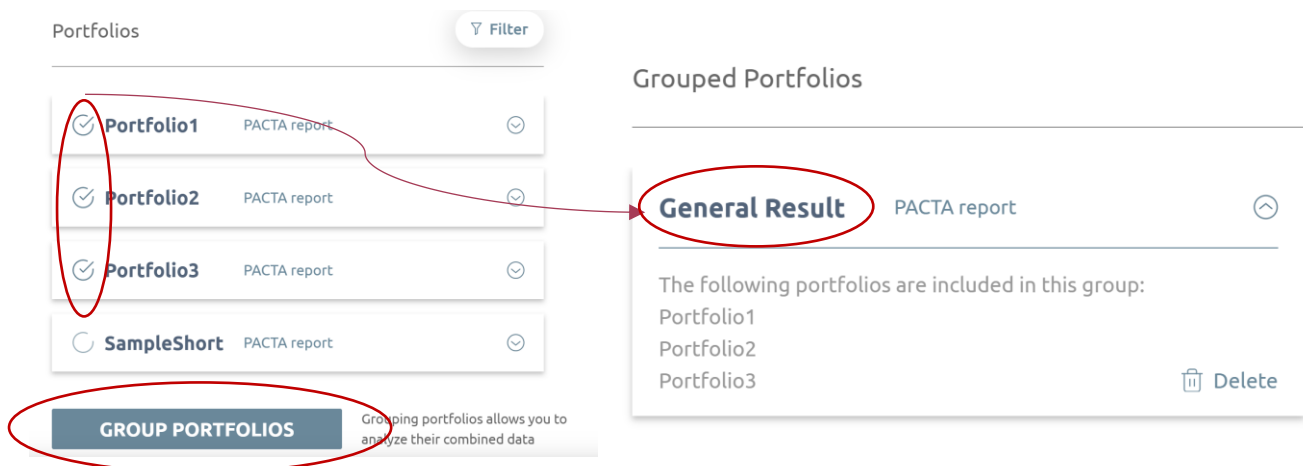 Portfolios
Filter
Portfolio1 PACTA report
Portfolio2 PACTA report
Portfolio3 PACTA report
SampleShort PACTA report
GROUP PORTFOLIOS
Grouping portfolios allows you to
analyze their combined data
Grouped Portfolios
General Result PACTA report
The following portfolios are included in this group:
Portfolio1
Portfolio2
Portfolio3
Delete